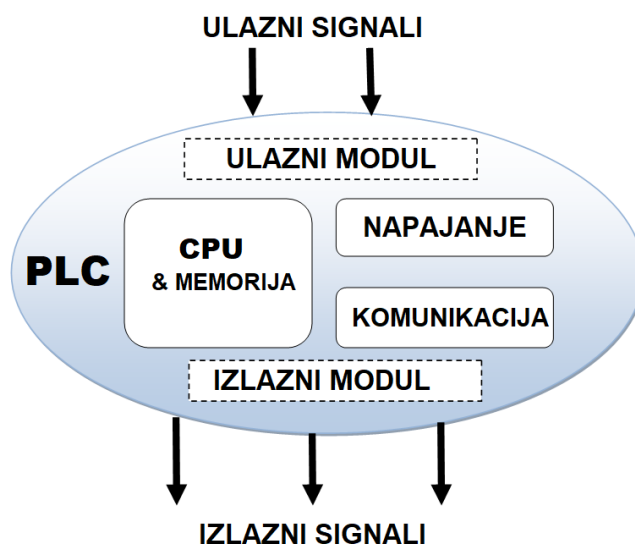 ULAZNI SIGNALI
ULAZNI MODUL
PLC
CPU
& MEMORIJA
NAPAJANJE
KOMUNIKACIJA
IZLAZNI MODUL
IZLAZNI SIGNALI